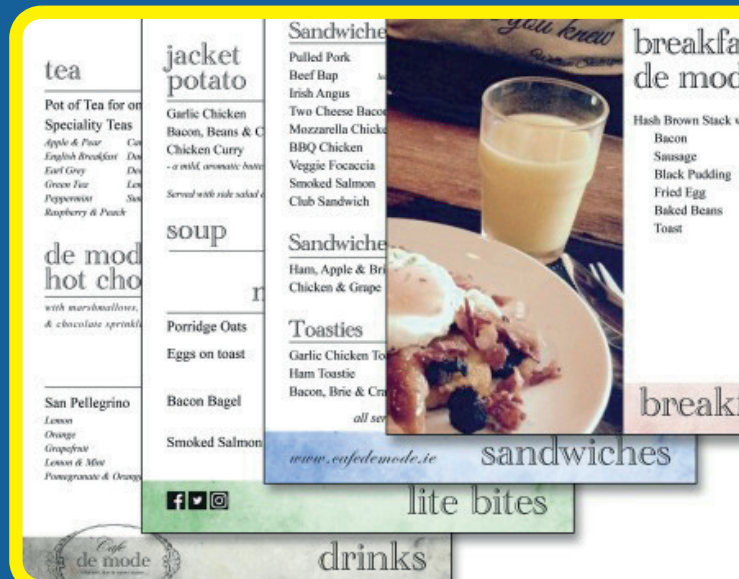 tea
Pot of Tea for on
Speciality Teas
Apple & Pear
English Breakfast
Earl Grey
Green Tea
Peppermint
Raspberry & Peach
de mod
hot cho
with marshmallows,
& chocolate sprinkl
San Pellegrino
Lemon
Orange
Grapefruit
Lemon & Mint
Pomegranate & Orang
Cafe
de mode
drinks
jacket
potato
Garlic Chicken
Bacon, Beans & C
Chicken Curry
- a mild, aromatic butte
Served with side salad
soup
Porridge Oats
Eggs on toast
Bacon Bagel
Smoked Salmon
lite bites
Sandwiche
Pulled Pork
Beef Bap
Irish Angus
Two Cheese Bacon
Mozzarella Chicke
BBQ Chicken
Veggie Focaccia
Smoked Salmon
Club Sandwich
Sandwiche
Ham, Apple & Bri
Chicken & Grape
Toasties
Garlic Chicken To
Ham Toastie
Bacon, Brie & Cra
all ser
www.cafedemode.ie
sandwiches
you knew
breakfa
de mod
Hash Brown Stack w
Bacon
Sausage
Black Pudding
Fried Egg
Baked Beans
Toast
breakf